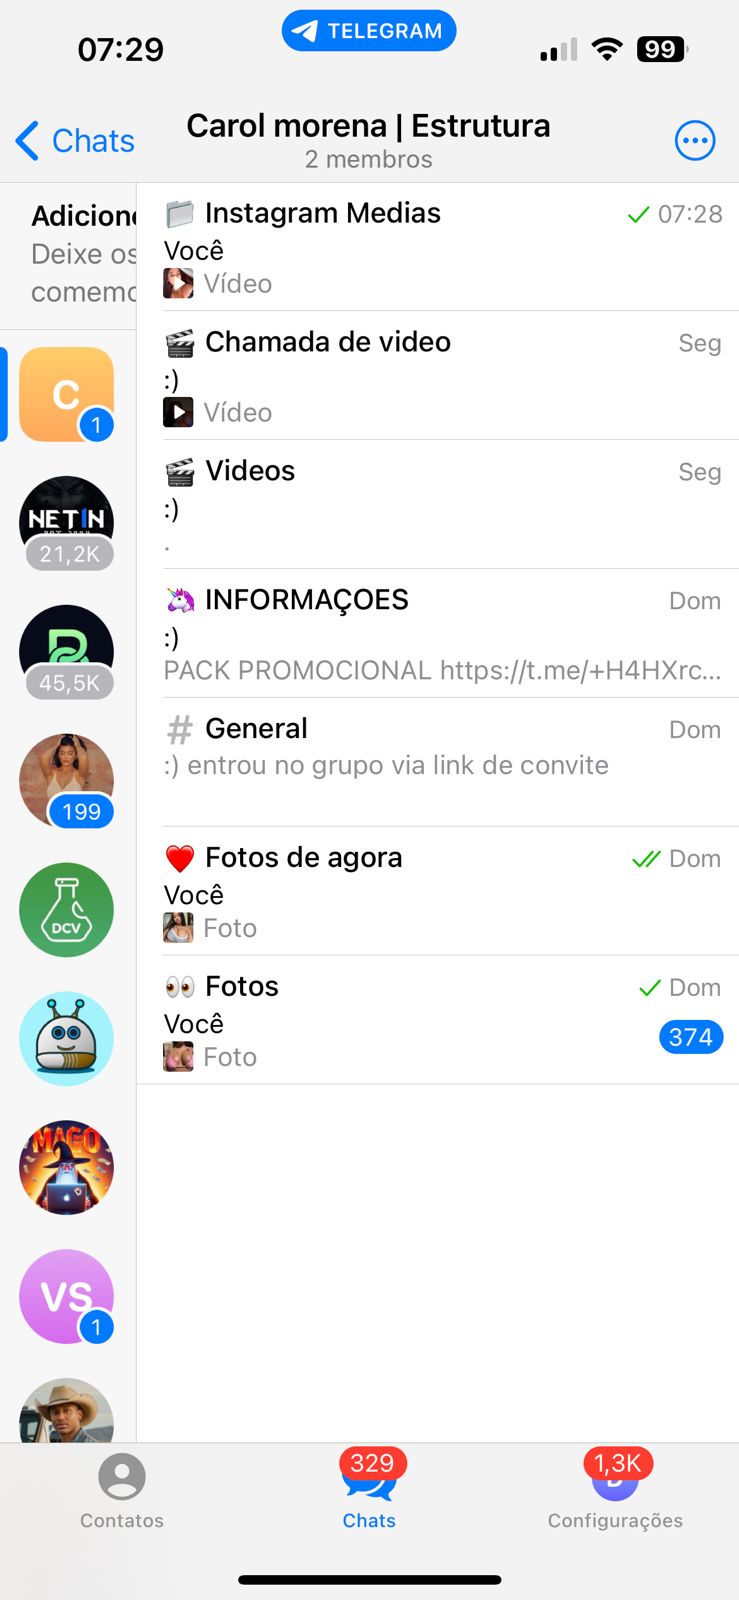 07:29
TELEGRAM
99
Chats
Carol morena | Estrutura
2 membros
Adicion
Deixe os
comemo
C
1
NETIN
21,2K
45,5K
199
DCV
MAGO
VS
1
Instagram Medias
07:28
Você
Vídeo
Chamada de video
Seg
:)
Vídeo
Videos
Seg
:)
.
INFORMAÇOES
Dom
:)
PACK PROMOCIONAL https://t.me/+H4HXrc...
# General
Dom
:) entrou no grupo via link de convite
Fotos de agora
Dom
Você
Foto
Fotos
Dom
Você
374
Foto
Contatos
329
Chats
1,3K
Configurações